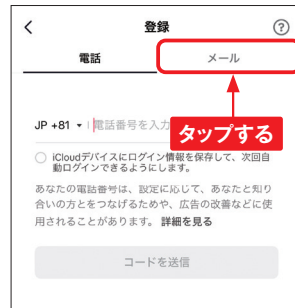 登録
電話 メール
JP +81 電話番号を入力
タップする
iCloudデバイスにログイン情報を保存して、次回自
動ログインできるようにします。
あなたの電話番号は、設定に応じて、あなたと知り
合いの方とをつなげるためや、広告の改善などに使
用されることがあります。 詳細を見る
コードを送信